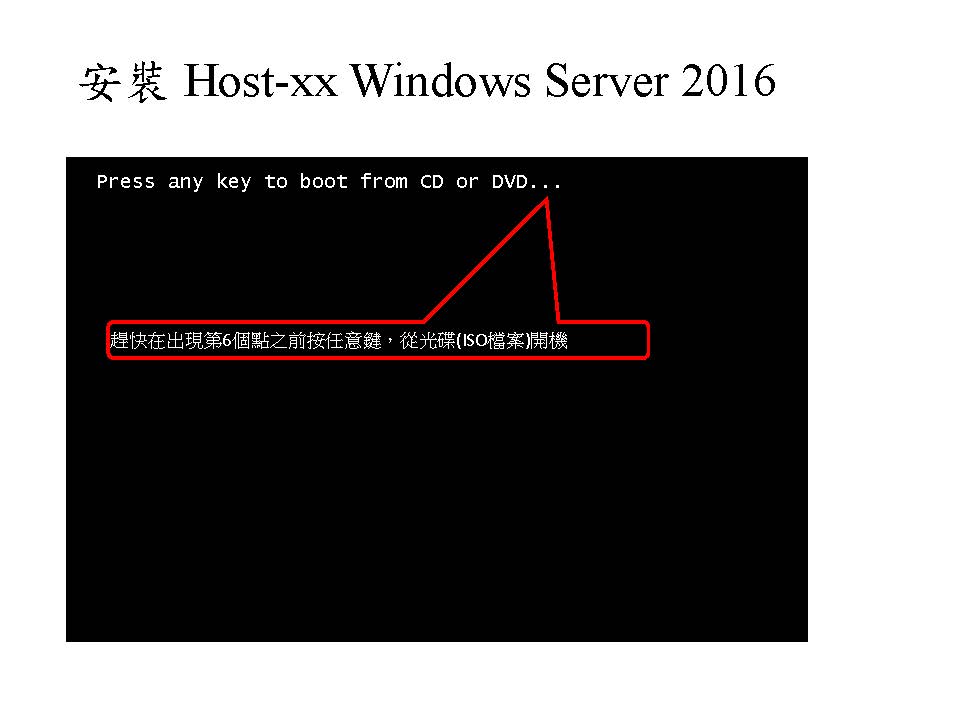 安裝 Host-xx Windows Server 2016
Press any key to boot from CD or DVD...
趕快在出現第6個點之前按任意鍵，從光碟(ISO檔案)開機